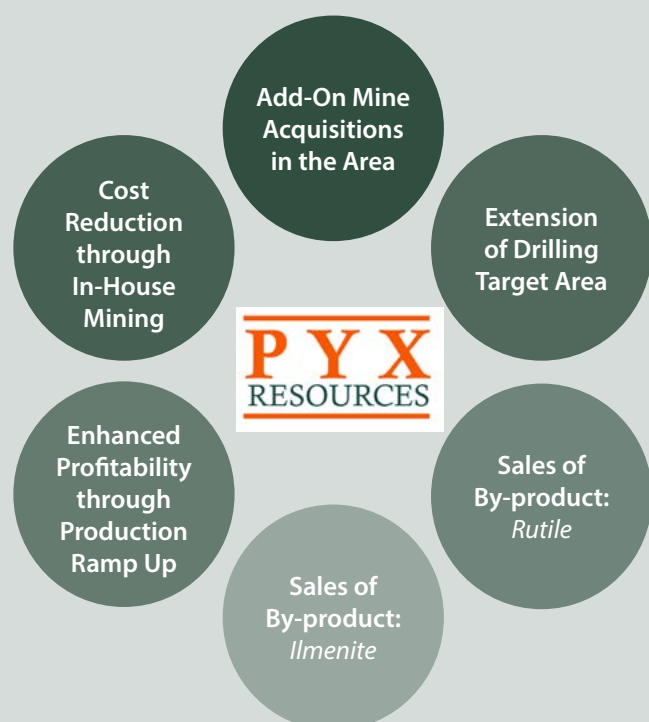 Add-On Mine
Acquisitions
in the Area
Extension
of Drilling
Target Area
Sales of
By-product:
Rutile
Sales of
By-product:
Ilmenite
Enhanced
Profitability
through
Production
Ramp Up
Cost
Reduction
through
In-House
Mining
PYX
RESOURCES